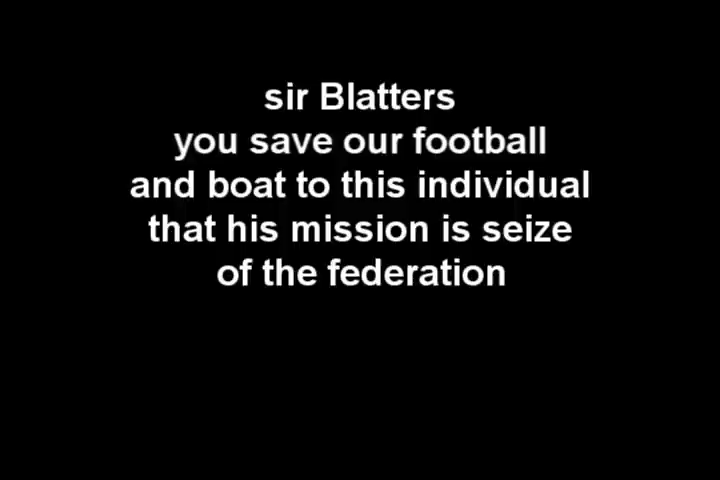 sir Blatters
you save our football
and boat to this individual
that his mission is seize
of the federation